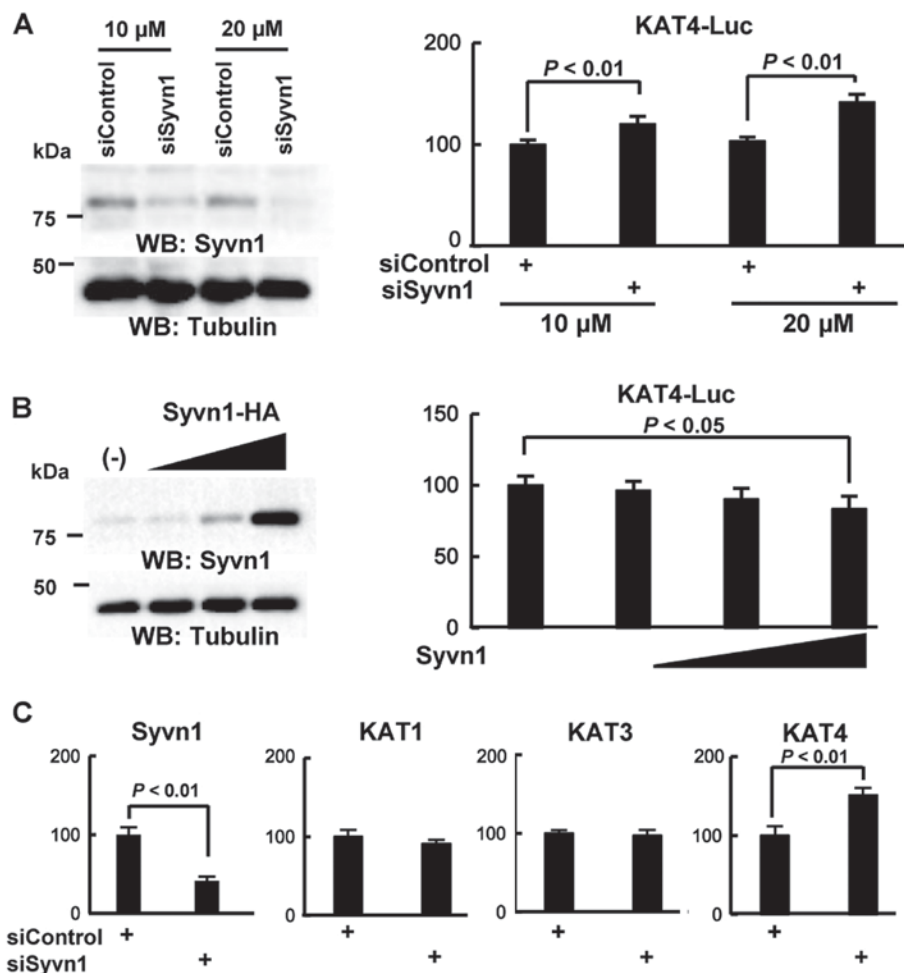 A
10 µM 20 µM
siControl siSyvn1 siControl siSyvn1
kDa
75
WB: Syvn1
50
WB: Tubulin
KAT4-Luc
200
P < 0.01 P < 0.01
100
0
siControl + +
siSyvn1 + +
10 µM 20 µM
B
Syvn1-HA
(-)
kDa
75
WB: Syvn1
50
WB: Tubulin
KAT4-Luc
150
P < 0.05
100
50
0
Syvn1
C
Syvn1 KAT1 KAT3 KAT4
200 200 200 200
P < 0.01 P < 0.01
100 100 100 100
0 0 0 0
siControl + + + +
siSyvn1 + + + +